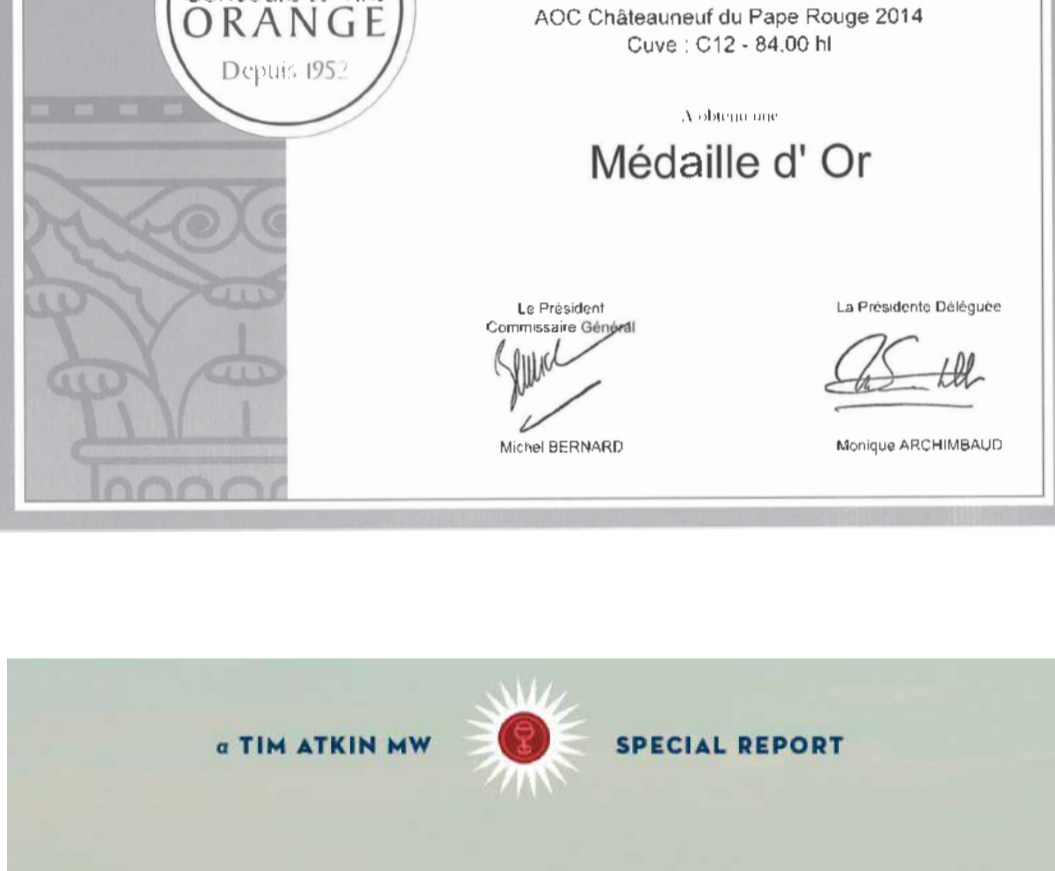 ORANGE
Depuis 1952
AOC Châteauneuf du Pape Rouge 2014
Cuve : C12 - 84.00 hl
A obtenu une
Médaille d' Or
Le Président
Commissaire Général
Michel BERNARD
La Présidente Déléguée
Monique ARCHIMBAUD
a TIM ATKIN MW
SPECIAL REPORT